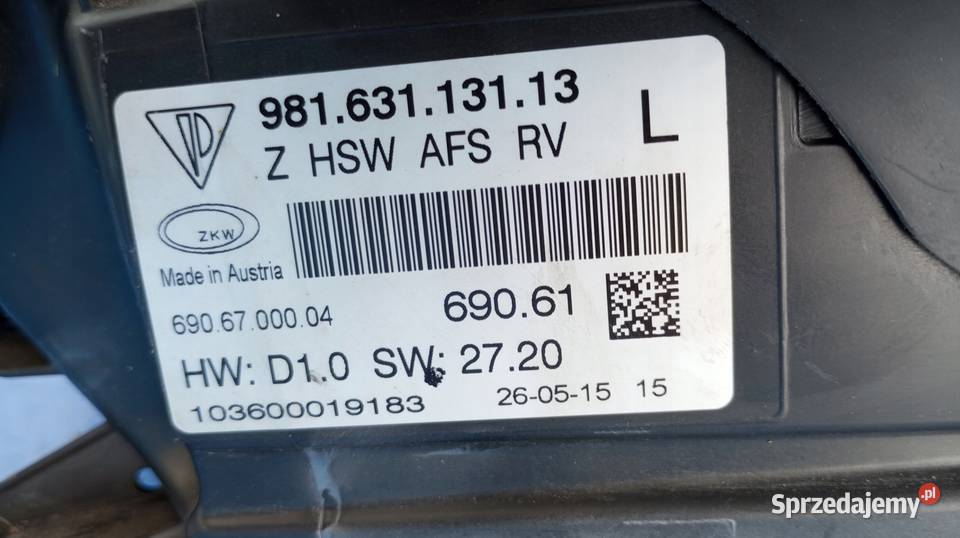 981.631.131.13
Z HSW AFS RV
L
ZKW
Made in Austria
690.67.000.04
690.61
HW: D1.0 SW: 27.20
103600019183
26-05-15 15
Sprzedajemy.pl